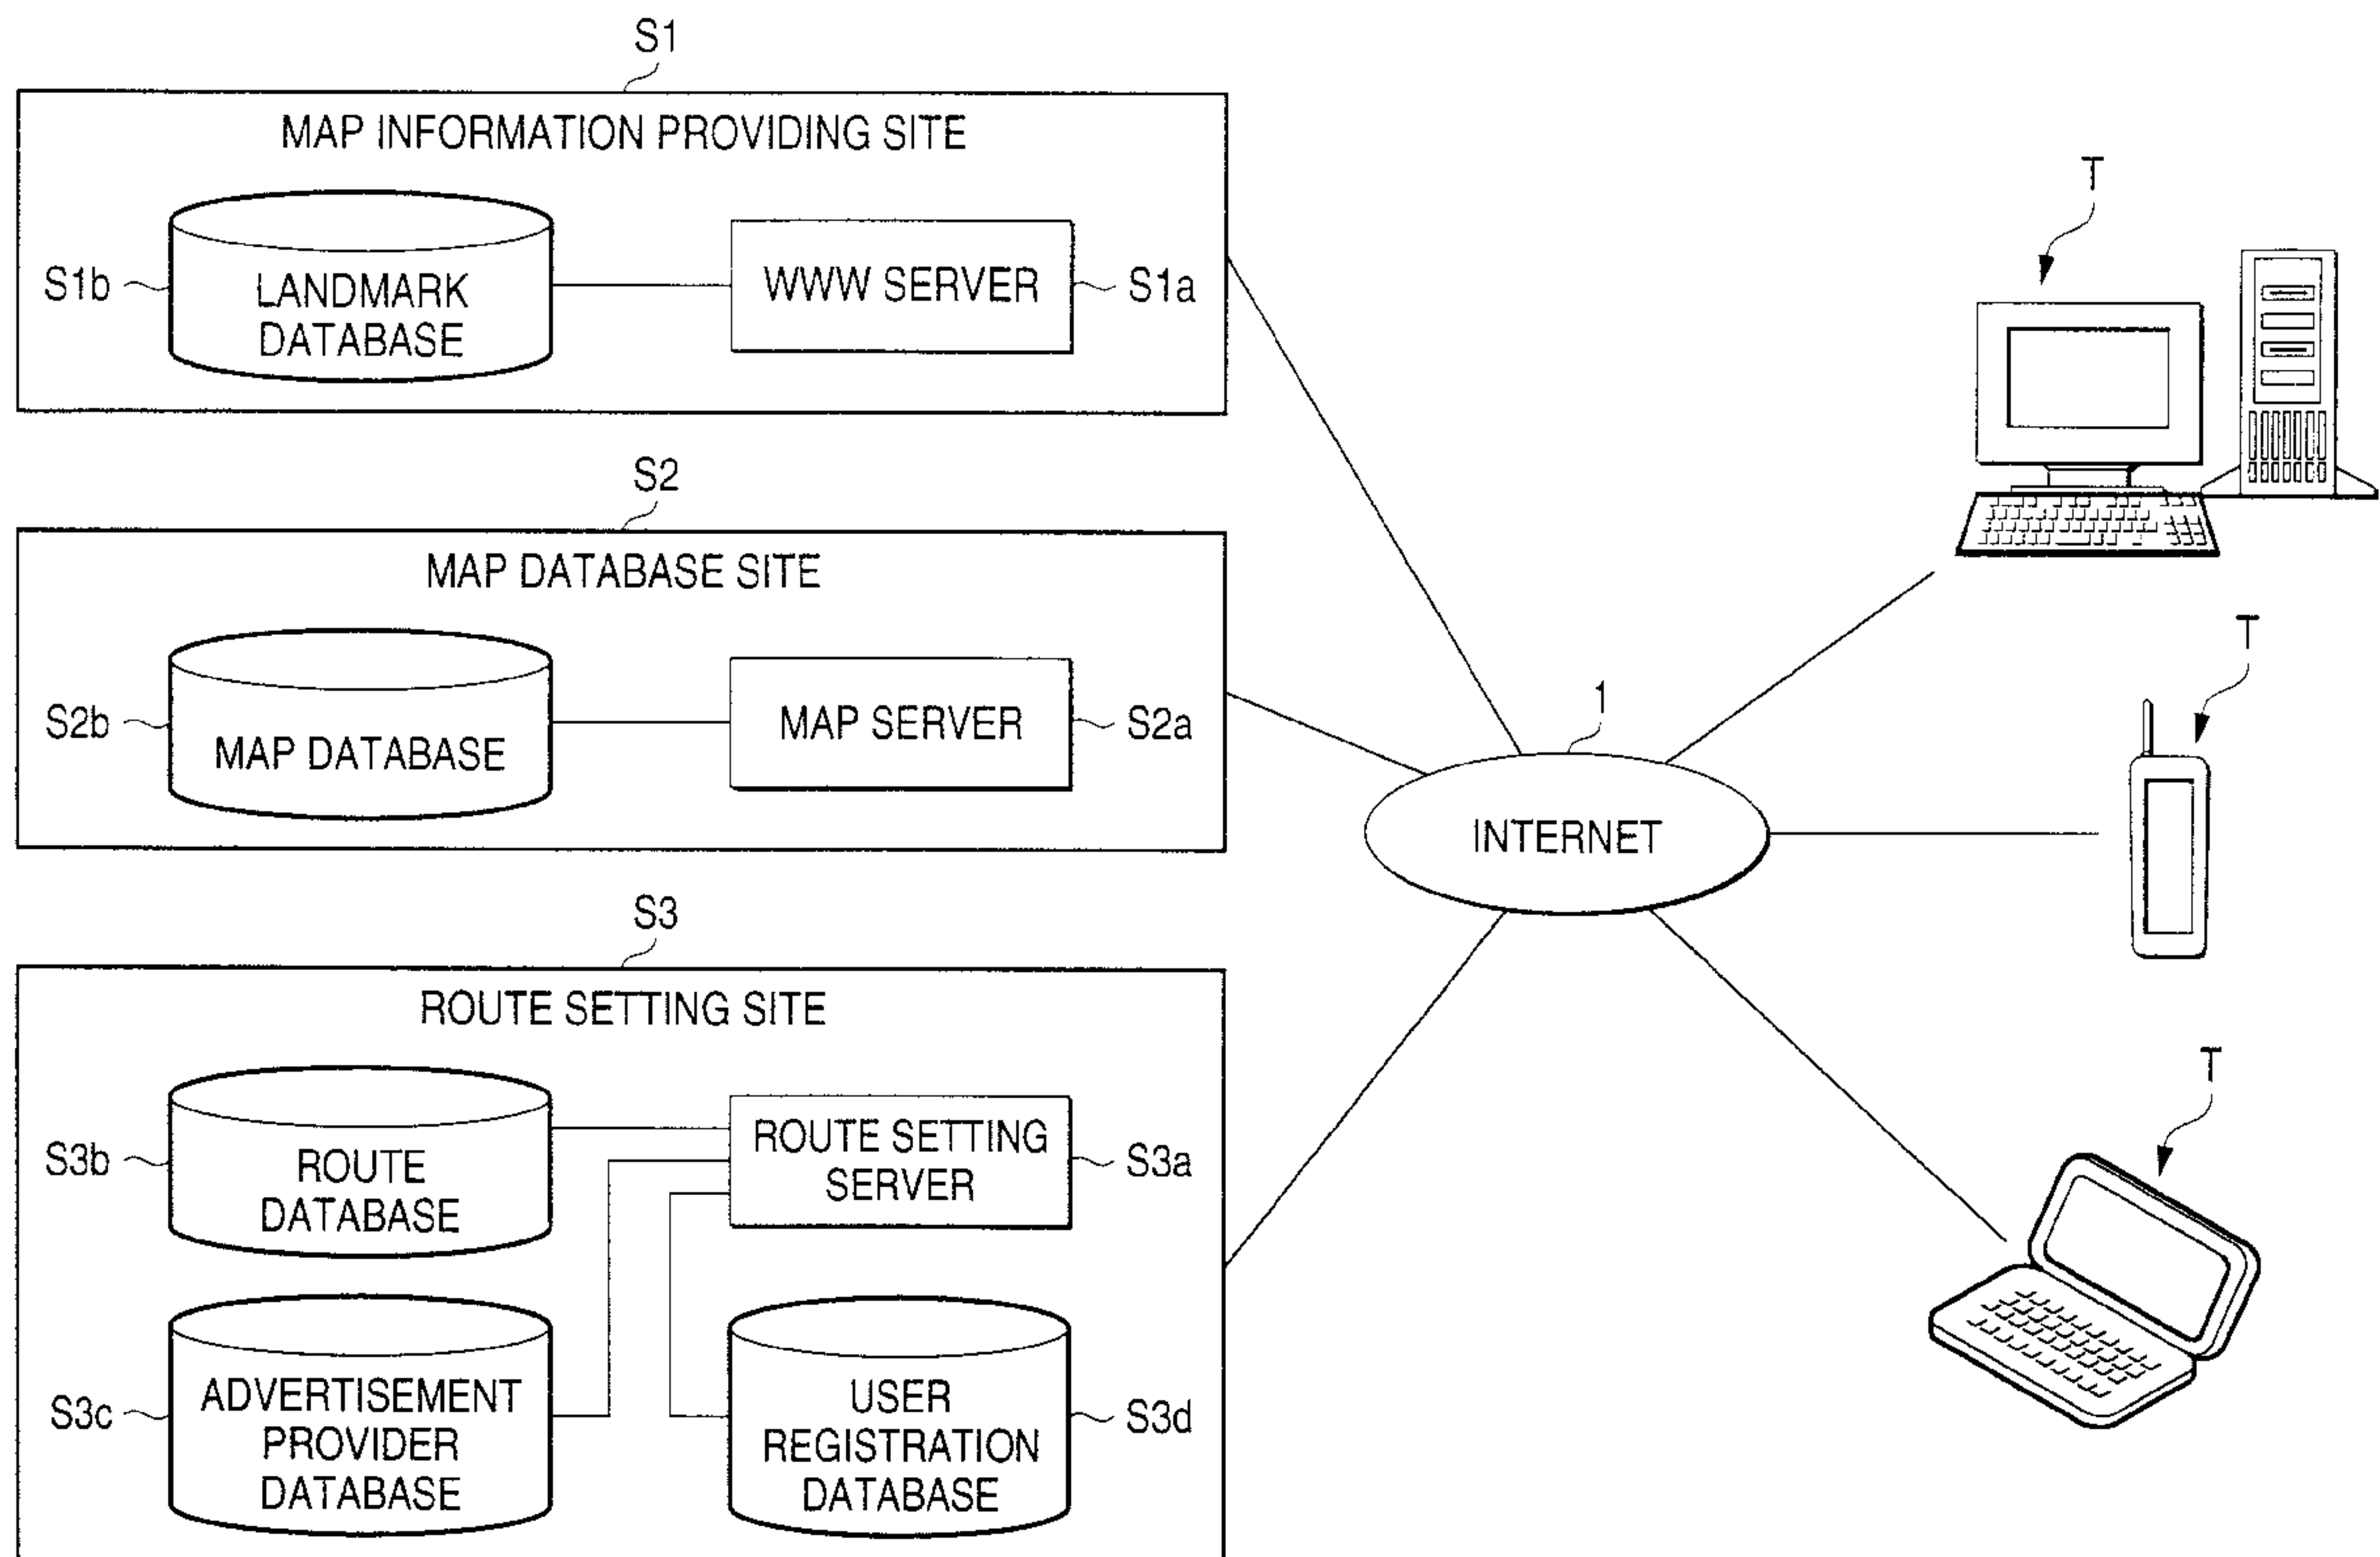 S1
MAP INFORMATION PROVIDING SITE
S1b
LANDMARK
DATABASE
WWW SERVER
S1a
S2
MAP DATABASE SITE
S2b
MAP DATABASE
MAP SERVER
S2a
S3
ROUTE SETTING SITE
S3b
ROUTE
DATABASE
ROUTE SETTING
SERVER
S3a
S3c
ADVERTISEMENT
PROVIDER
DATABASE
USER
REGISTRATION
DATABASE
S3d
1
INTERNET
T
T
T